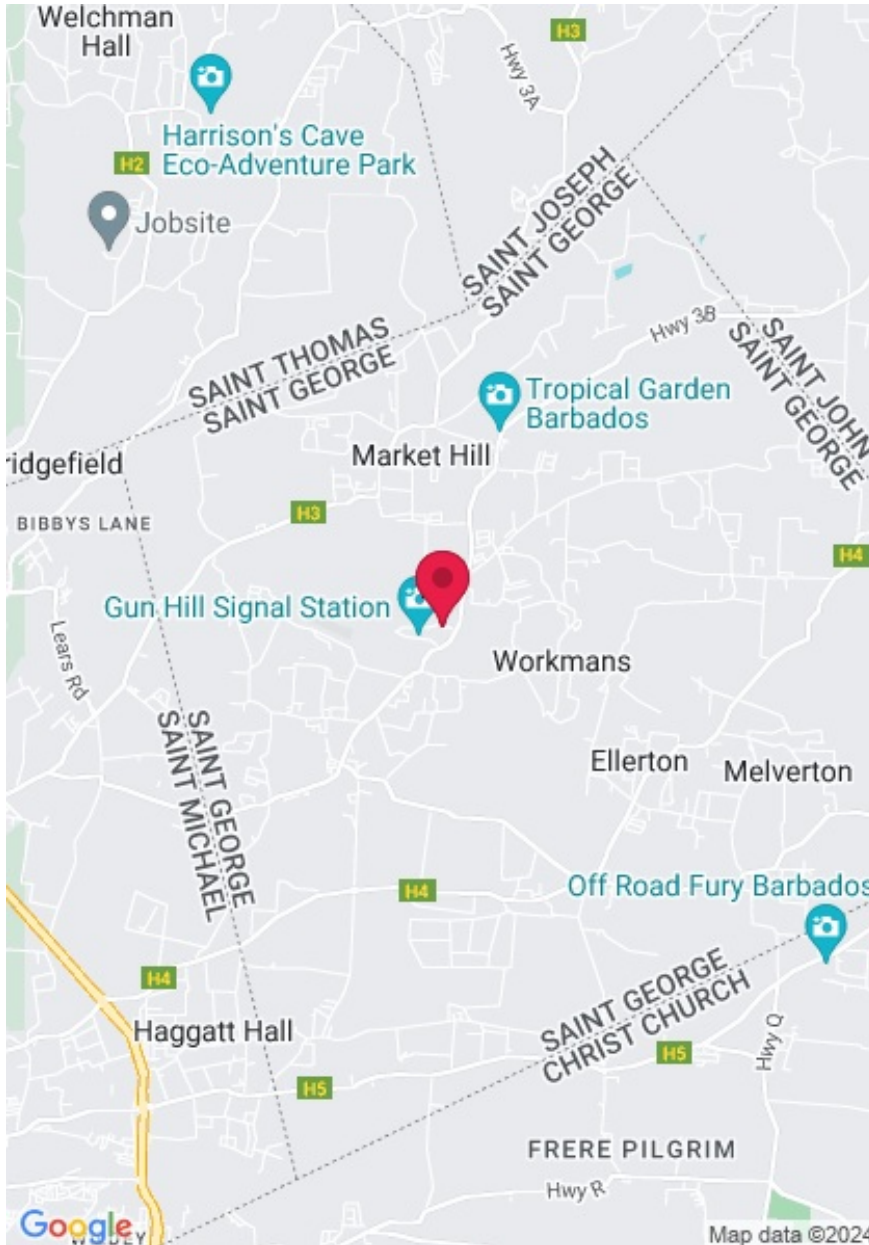 Welchman
Hall
H3
Hwy 3A
Harrison's Cave
Eco-Adventure Park
H2
Jobsite
SAINT JOSEPH
SAINT GEORGE
SAINT THOMAS
SAINT GEORGE
Hwy 3B
SAINT JOHN
SAINT GEORGE
Tropical Garden
Barbados
ridgefield
Market Hill
H3
BIBBYS LANE
H4
Gun Hill Signal Station
Lears Rd
Workmans
SAINT GEORGE
SAINT MICHAEL
Ellerton
Melverton
H4
Off Road Fury Barbados
H4
SAINT GEORGE
CHRIST CHURCH
Haggatt Hall
H5
Hwy Q
H5
FRERE PILGRIM
Hwy R
Google
Map data ©2024